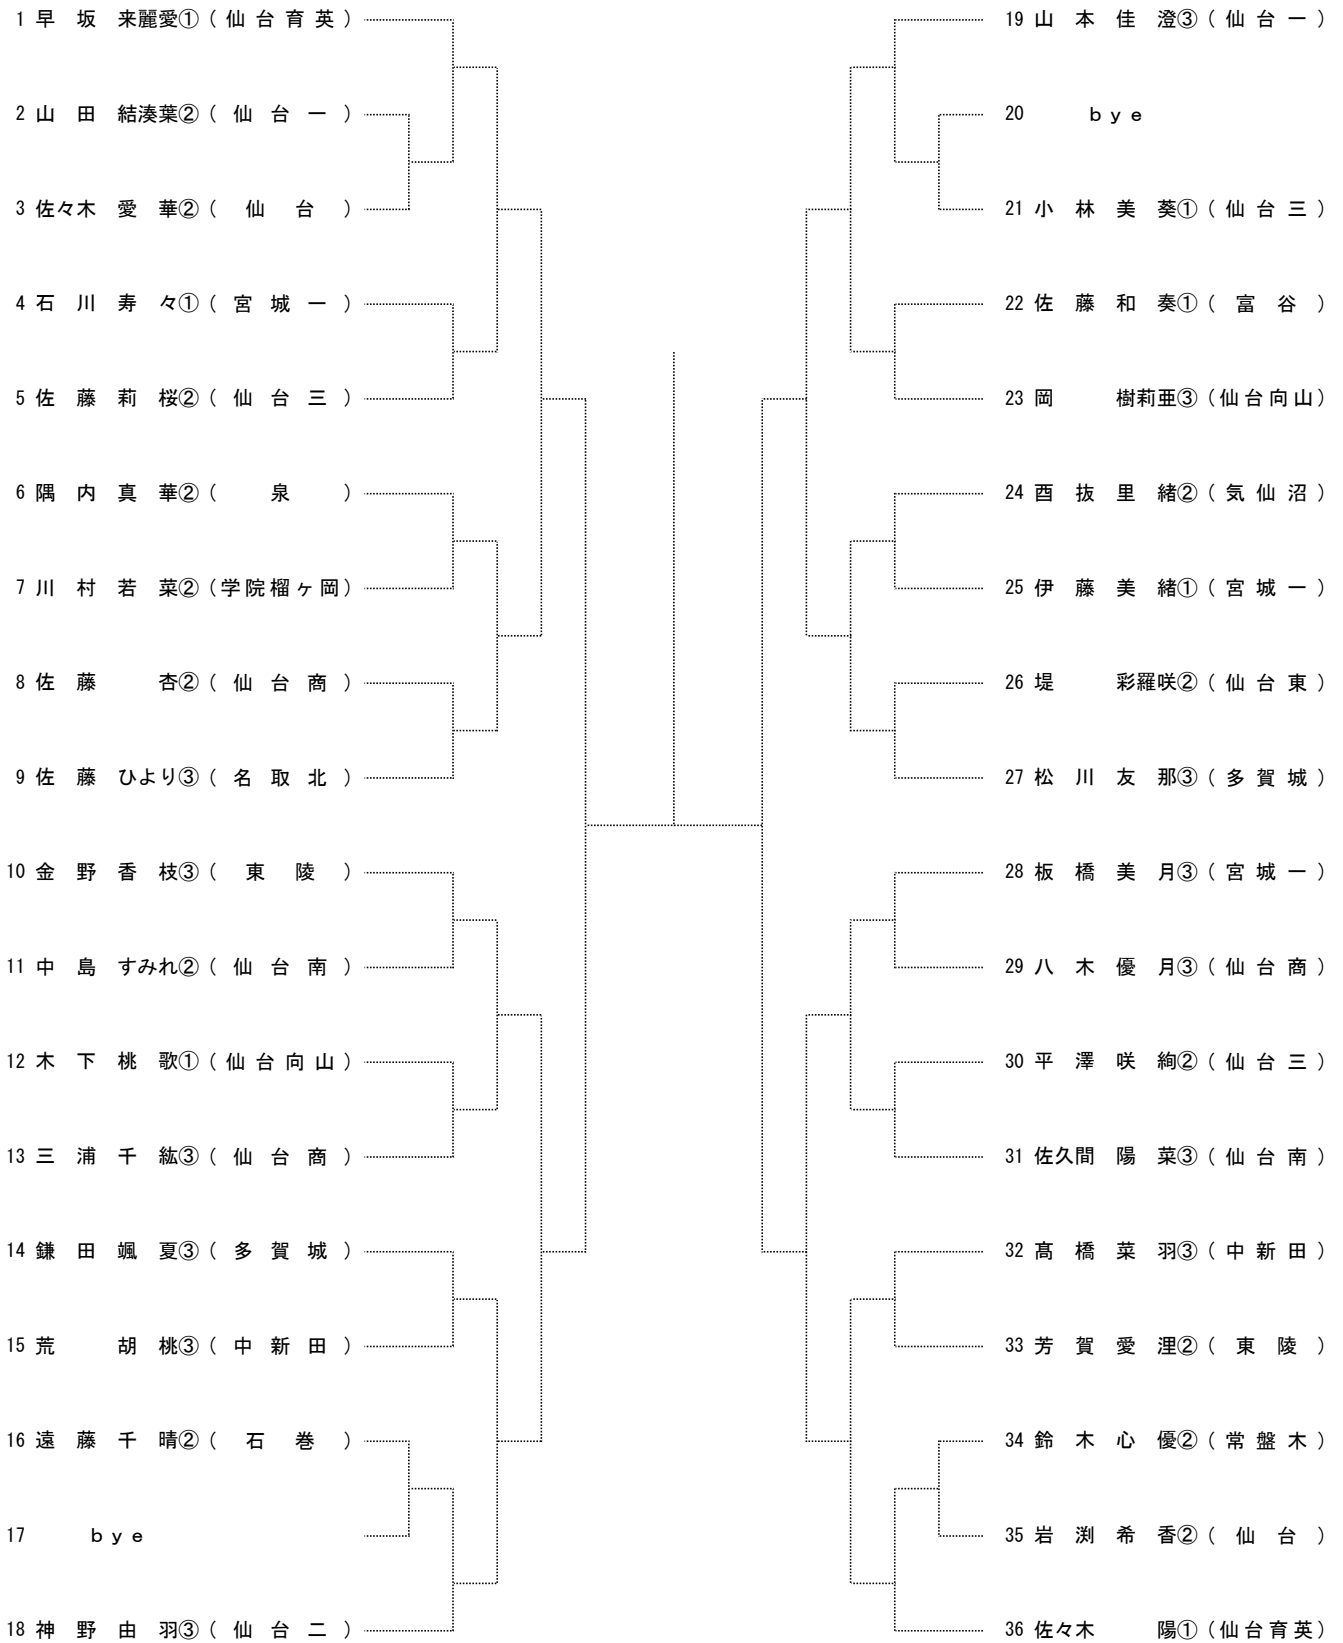 1 早 坂 来麗愛① ( 仙 台 育 英 )
2 山 田 結湊葉② ( 仙 台 一 )
3 佐々木 愛 華② ( 仙 台 )
4 石 川 寿 々① ( 宮 城 一 )
5 佐 藤 莉 桜② ( 仙 台 三 )
6 隅 内 真 華② ( 泉 )
7 川 村 若 菜② ( 学 院 榴 ヶ 岡 )
8 佐 藤 杏② ( 仙 台 商 )
9 佐 藤 ひより③ ( 名 取 北 )
10 金 野 香 枝③ ( 東 陵 )
11 中 島 すみれ② ( 仙 台 南 )
12 木 下 桃 歌① ( 仙 台 向 山 )
13 三 浦 千 紘③ ( 仙 台 商 )
14 鎌 田 颯 夏③ ( 多 賀 城 )
15 荒 胡 桃③ ( 中 新 田 )
16 遠 藤 千 晴② ( 石 巻 )
17 ｂｙｅ
18 神 野 由 羽③ ( 仙 台 二 )
19 山 本 佳 澄③ ( 仙 台 一 )
20 ｂｙｅ
21 小 林 美 葵① ( 仙 台 三 )
22 佐 藤 和 奏① ( 富 谷 )
23 岡 樹莉亜③ ( 仙 台 向 山 )
24 酉 抜 里 緒② ( 気 仙 沼 )
25 伊 藤 美 緒① ( 宮 城 一 )
26 堤 彩羅咲② ( 仙 台 東 )
27 松 川 友 那③ ( 多 賀 城 )
28 板 橋 美 月③ ( 宮 城 一 )
29 八 木 優 月③ ( 仙 台 商 )
30 平 澤 咲 絢② ( 仙 台 三 )
31 佐久間 陽 菜③ ( 仙 台 南 )
32 髙 橋 菜 羽③ ( 中 新 田 )
33 芳 賀 愛 浬② ( 東 陵 )
34 鈴 木 心 優② ( 常 盤 木 )
35 岩 渕 希 香② ( 仙 台 )
36 佐々木 陽① ( 仙 台 育 英 )